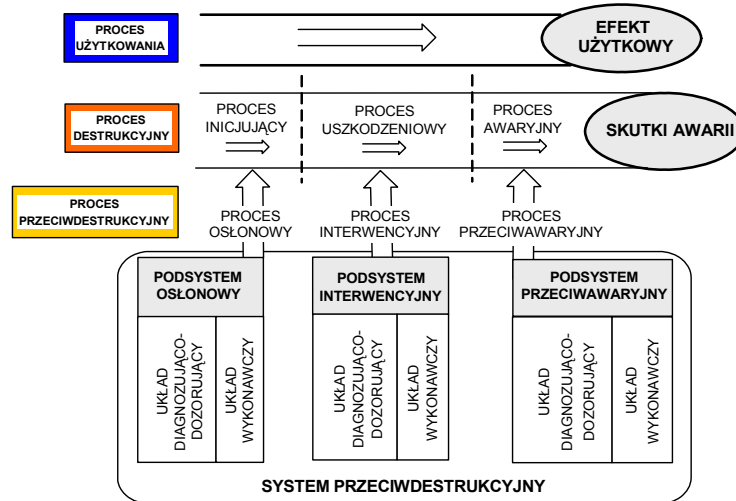 PROCES
UŻYTKOWANIA
EFEKT
UŻYTKOWY
PROCES
DESTRUKCYJNY
PROCES
INICJUJĄCY
PROCES
USZKODZENIOWY
PROCES
AWARYJNY
SKUTKI AWARII
PROCES
PRZECIWDESTRUKCYJNY
PROCES
OSŁONOWY
PROCES
INTERWENCYJNY
PROCES
PRZECIWAWARYJNY
PODSYSTEM
OSŁONOWY
PODSYSTEM
INTERWENCYJNY
PODSYSTEM
PRZECIWAWARYJNY
UKŁAD
DIAGNOZUJĄCO-
DOZORUJĄCY
UKŁAD
WYKONAWCZY
UKŁAD
DIAGNOZUJĄCO-
DOZORUJĄCY
UKŁAD
WYKONAWCZY
UKŁAD
DIAGNOZUJĄCO-
DOZORUJĄCY
UKŁAD
WYKONAWCZY
SYSTEM PRZECIWDESTRUKCYJNY